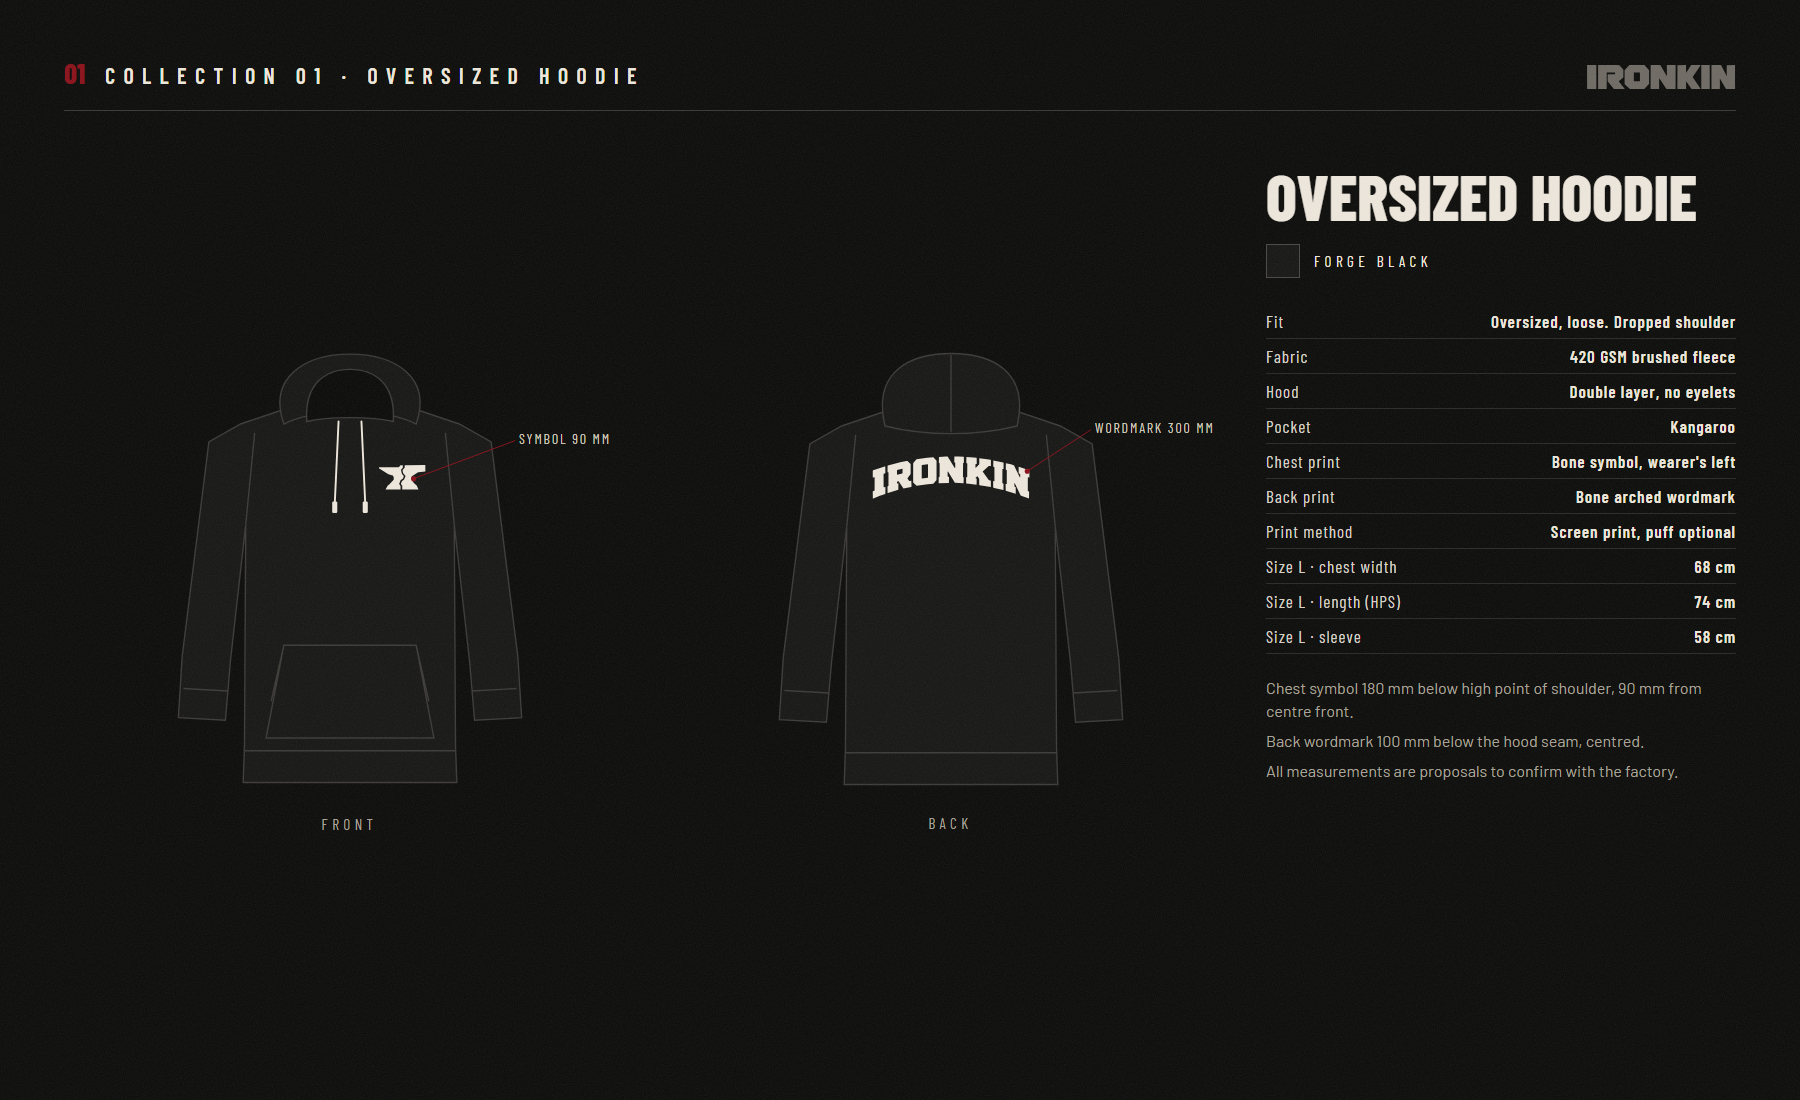 01 COLLECTION 01 · OVERSIZED HOODIE
IRONKIN
OVERSIZED HOODIE
FORGE BLACK
Fit Oversized, loose. Dropped shoulder
Fabric 420 GSM brushed fleece
Hood Double layer, no eyelets
Pocket Kangaroo
Chest print Bone symbol, wearer's left
Back print Bone arched wordmark
Print method Screen print, puff optional
Size L · chest width 68 cm
Size L · length (HPS) 74 cm
Size L · sleeve 58 cm
Chest symbol 180 mm below high point of shoulder, 90 mm from
centre front.
Back wordmark 100 mm below the hood seam, centred.
All measurements are proposals to confirm with the factory.
SYMBOL 90 MM
FRONT
WORDMARK 300 MM
IRONKIN
BACK